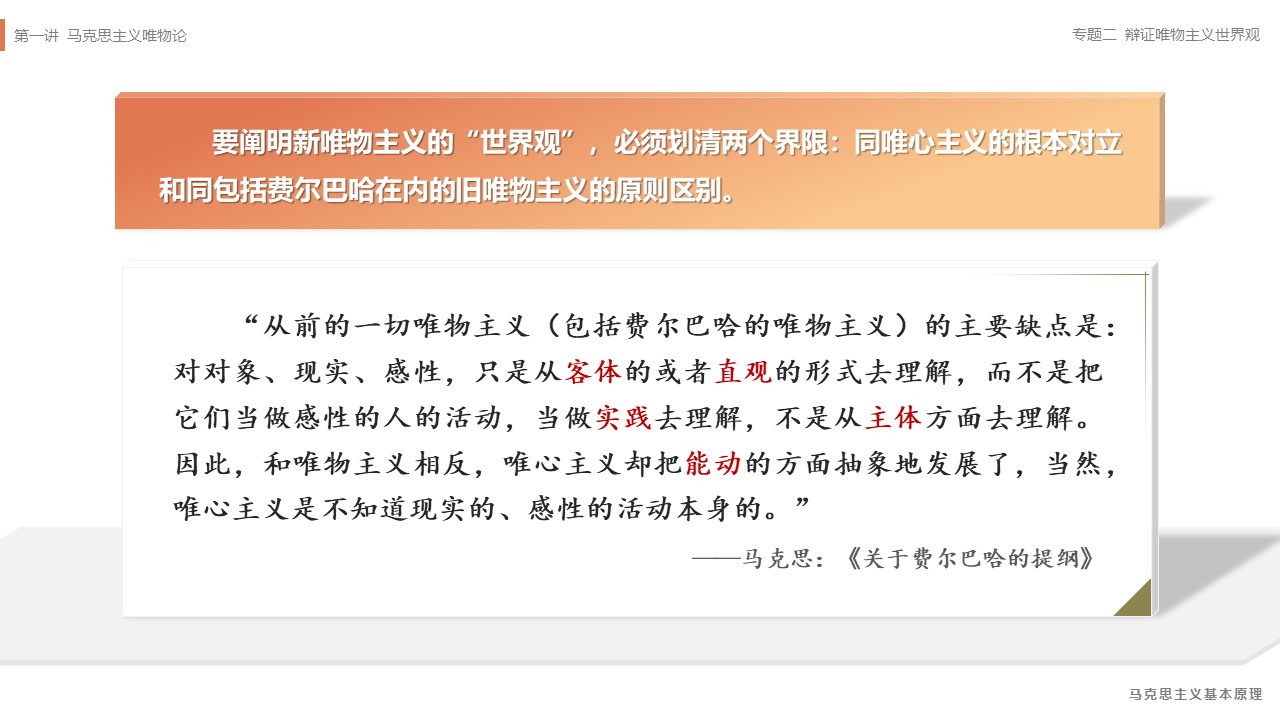 第一讲 马克思主义唯物论
专题二 辩证唯物主义世界观
要阐明新唯物主义的“世界观”，必须划清两个界限：同唯心主义的根本对立
和同包括费尔巴哈在内的旧唯物主义的原则区别。
“从前的一切唯物主义（包括费尔巴哈的唯物主义）的主要缺点是：
对对象、现实、感性，只是从客体的或者直观的形式去理解，而不是把
它们当做感性的人的活动，当做实践去理解，不是从主体方面去理解。
因此，和唯物主义相反，唯心主义却把能动的方面抽象地发展了，当然，
唯心主义是不知道现实的、感性的活动本身的。”
——马克思：《关于费尔巴哈的提纲》
马克思主义基本原理